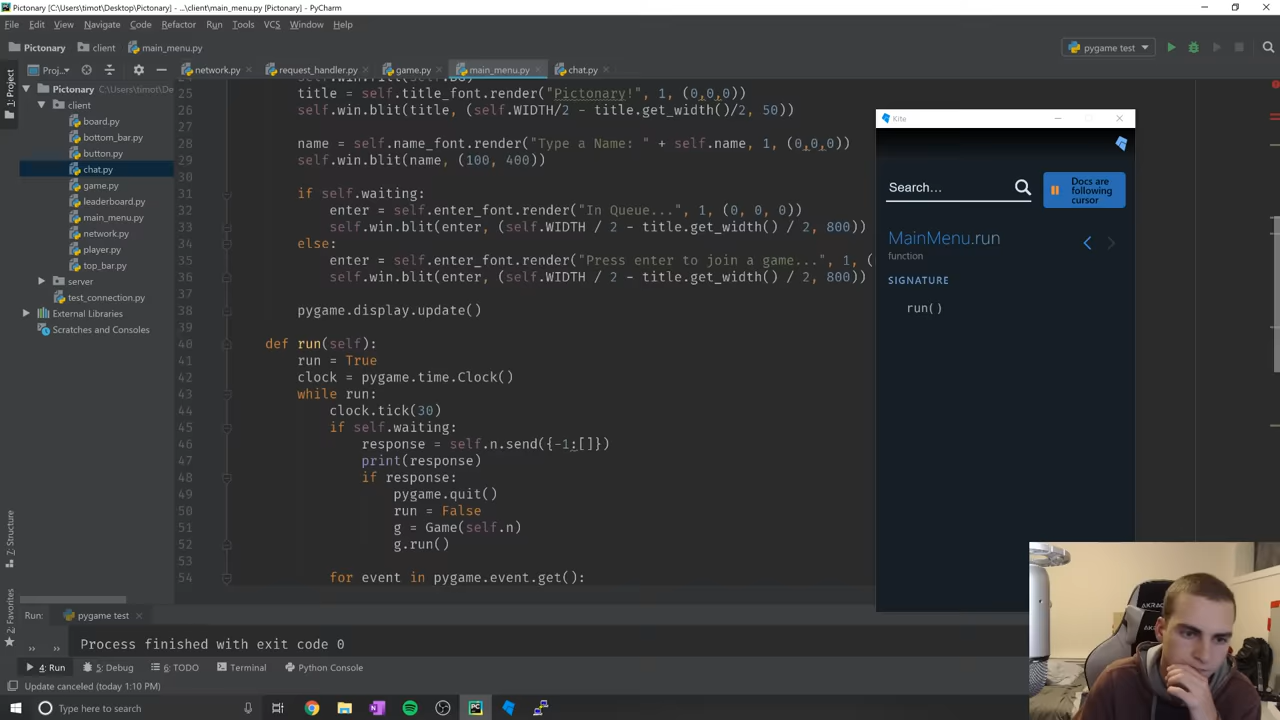 Pictonary [C:\Users\timot\Desktop\Pictonary] - ...\client\main_menu.py [Pictonary] - PyCharm
File Edit View Navigate Code Refactor Run Tools VCS Window Help
Pictonary client main_menu.py pygame test
1: Project
Proj... network.py request_handler.py game.py main_menu.py chat.py
Pictonary C:\Users\timot
client
board.py
bottom_bar.py
button.py
chat.py
game.py
leaderboard.py
main_menu.py
network.py
player.py
top_bar.py
server
test_connection.py
External Libraries
Scratches and Consoles
25 title = self.title_font.render("Pictonary!", 1, (0,0,0))
26 self.win.blit(title, (self.WIDTH/2 - title.get_width()/2, 50))
27
28 name = self.name_font.render("Type a Name: " + self.name, 1, (0,0,0))
29 self.win.blit(name, (100, 400))
30
31 if self.waiting:
32 enter = self.enter_font.render("In Queue...", 1, (0, 0, 0))
33 self.win.blit(enter, (self.WIDTH / 2 - title.get_width() / 2, 800))
34 else:
35 enter = self.enter_font.render("Press enter to join a game...", 1, (
36 self.win.blit(enter, (self.WIDTH / 2 - title.get_width() / 2, 800))
37
38 pygame.display.update()
39
40 def run(self):
41 run = True
42 clock = pygame.time.Clock()
43 while run:
44 clock.tick(30)
45 if self.waiting:
46 response = self.n.send({-1:[]})
47 print(response)
48 if response:
49 pygame.quit()
50 run = False
51 g = Game(self.n)
52 g.run()
53
54 for event in pygame.event.get():
Kite
Search...
Docs are
following
cursor
MainMenu.run
function
SIGNATURE
run()
Z: Structure
2: Favorites
Run: pygame test
Process finished with exit code 0
4: Run 5: Debug 6: TODO Terminal Python Console
Update canceled (today 1:10 PM)
Type here to search
AKRACING